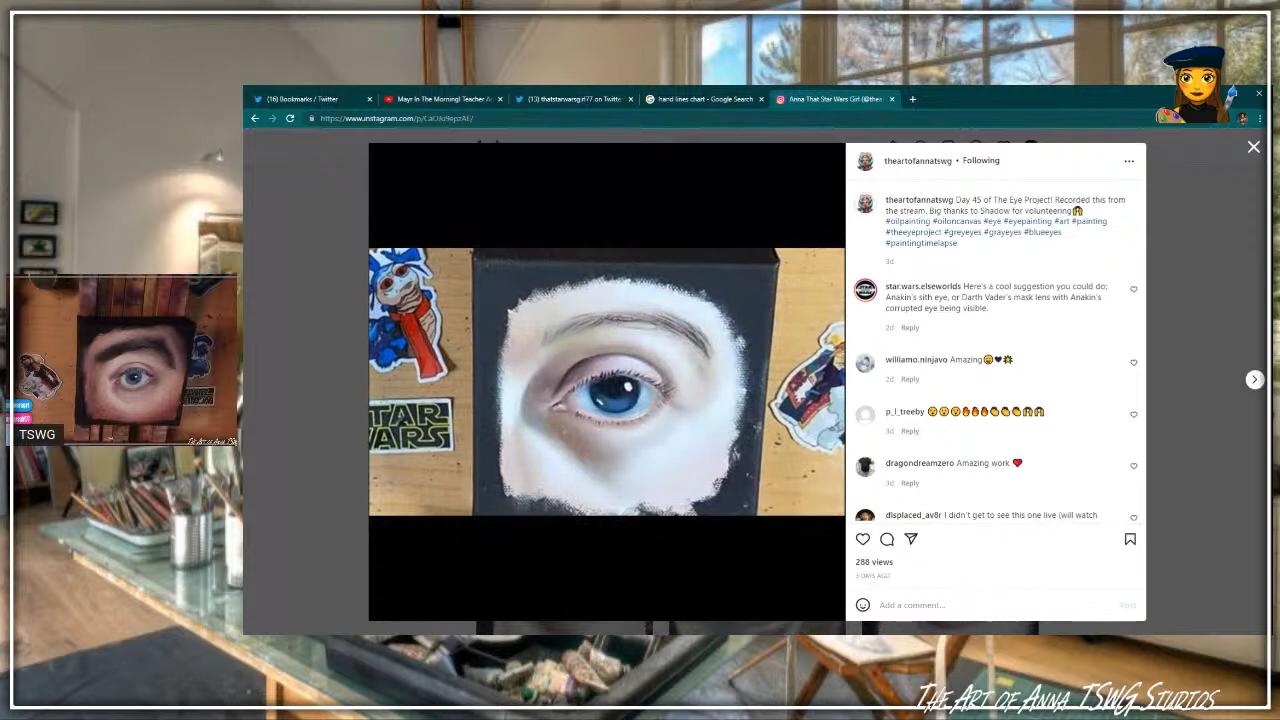 (16) Bookmarks / Twitter
Mayr In The Morning! Teacher A
(13) thatstarwarsgirl77 on Twitte
hand lines chart - Google Search
Anna That Star Wars Girl (@thea
https://www.instagram.com/p/
theartofannatswg • Following
theartofannatswg Day 45 of The Eye Project! Recorded this from
the stream. Big thanks to Shadow for volunteering
#oilpainting #oiloncanvas #eye #eyepainting #art #painting
#theeyeproject #greyeyes #grayeyes #blueeyes
#paintingtimelapse
3d
star.wars.elseworlds Here's a cool suggestion you could do;
Anakin's sith eye, or Darth Vader's mask lens with Anakin's
corrupted eye being visible.
2d Reply
williamo.ninjavo Amazing😄🖤
2d Reply
p_l_treeby 😮😮😮🔥🔥🔥👏👏👏
3d Reply
dragondreamzero Amazing work ❤️
3d Reply
displaced_av8r I didn't get to see this one live (will watch
288 views
3 DAYS AGO
Add a comment...
Post
STAR
WARS
TSWG
The Art of Anna TSWG Studios